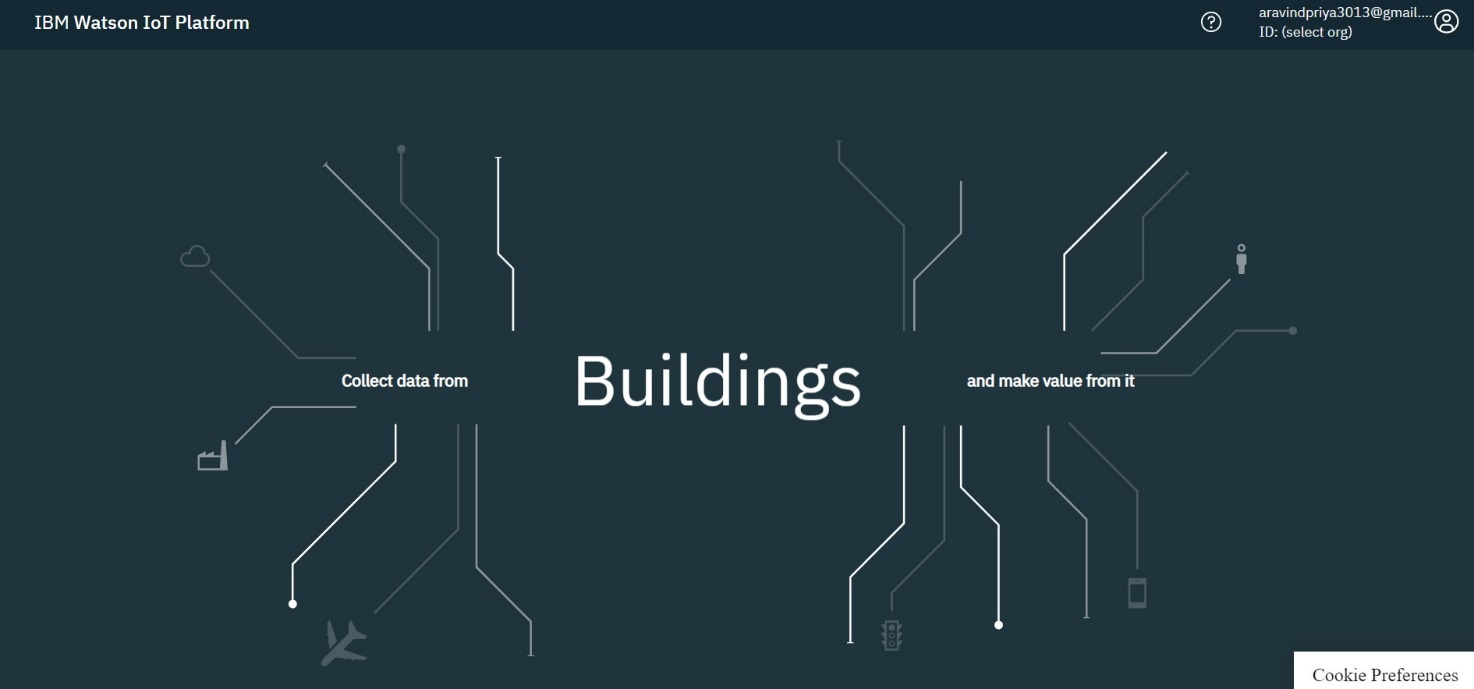 IBM Watson IoT Platform
aravindpriya3013@gmail....
ID: (select org)
Collect data from
Buildings
and make value from it
Cookie Preferences